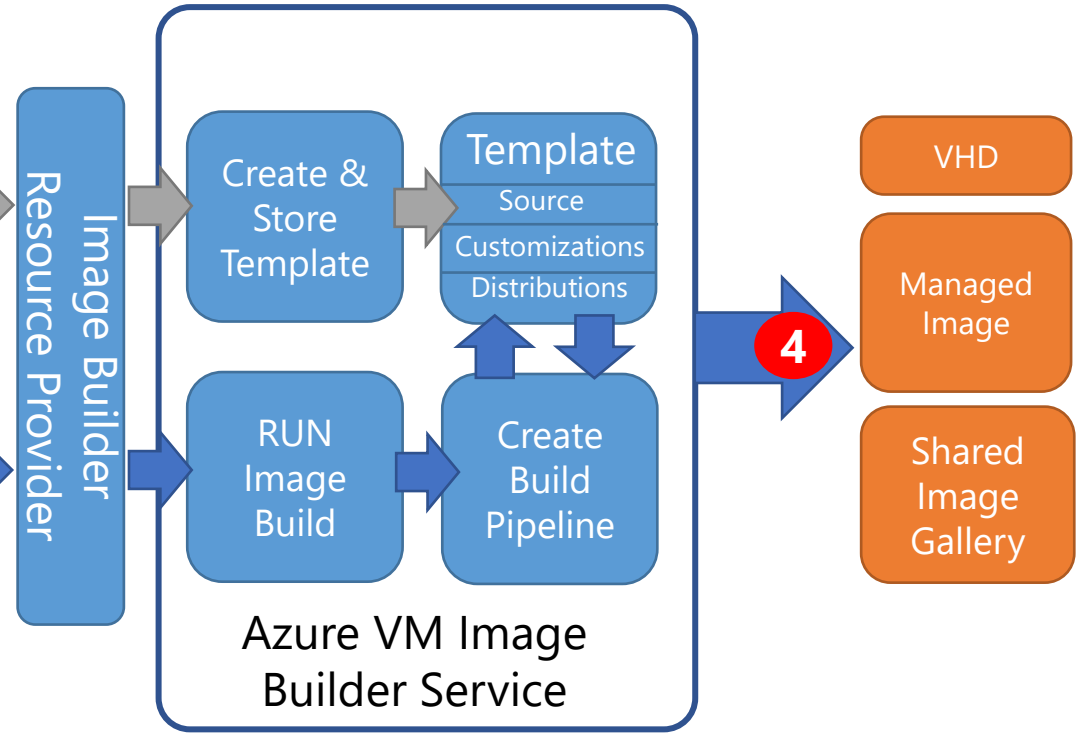 Image Builder
Resource Provider
Create &
Store
Template
Template
Source
Customizations
Distributions
RUN
Image
Build
Create
Build
Pipeline
Azure VM Image
Builder Service
4
VHD
Managed
Image
Shared
Image
Gallery